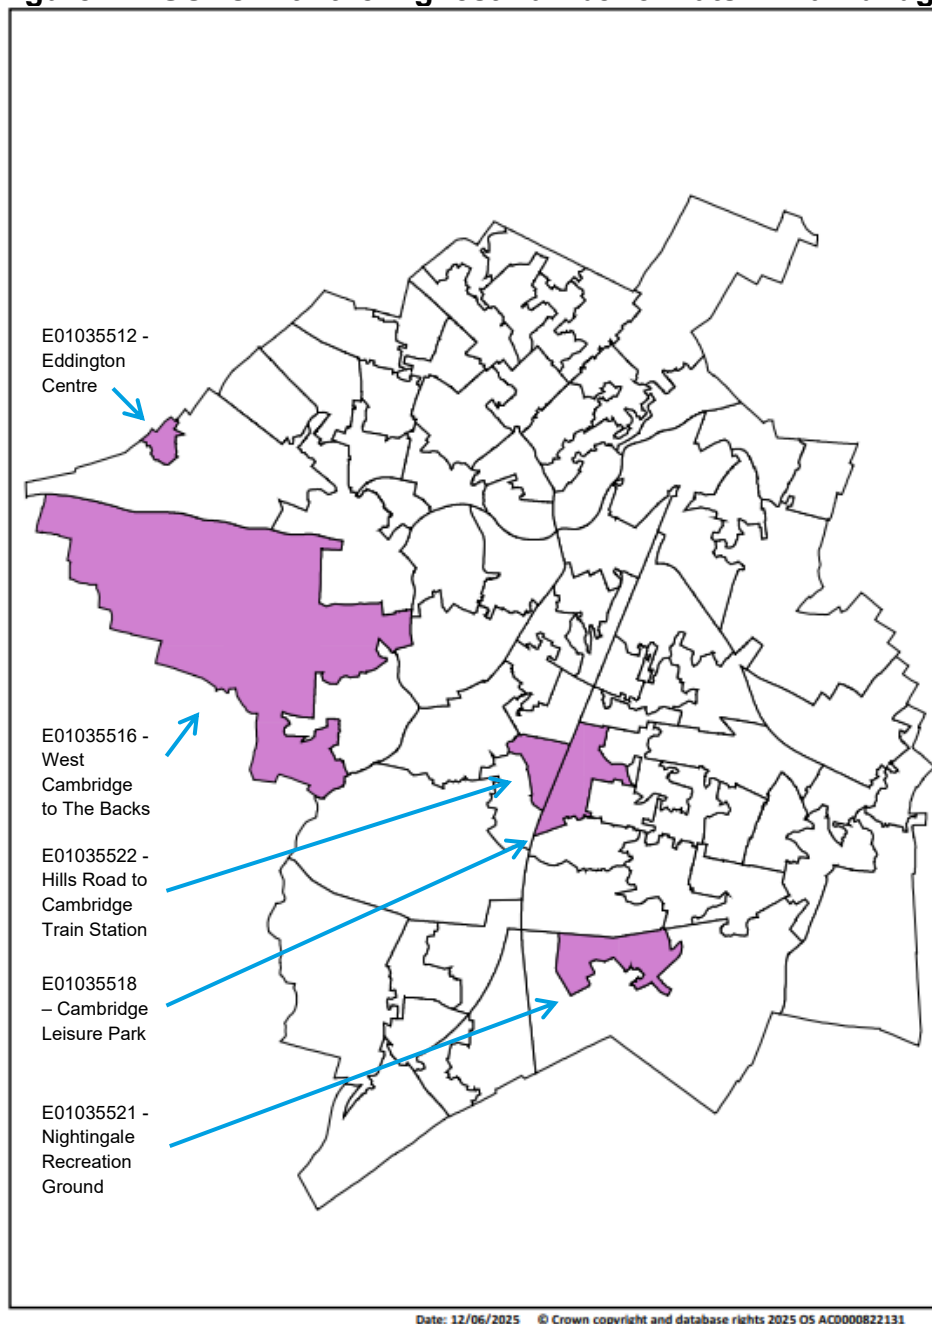 E01035512 -
Eddington
Centre
E01035516 -
West
Cambridge
to The Backs
E01035522 -
Hills Road to
Cambridge
Train Station
E01035518
– Cambridge
Leisure Park
E01035521 -
Nightingale
Recreation
Ground
Date: 12/06/2025 © Crown copyright and database rights 2025 OS AC0000822131